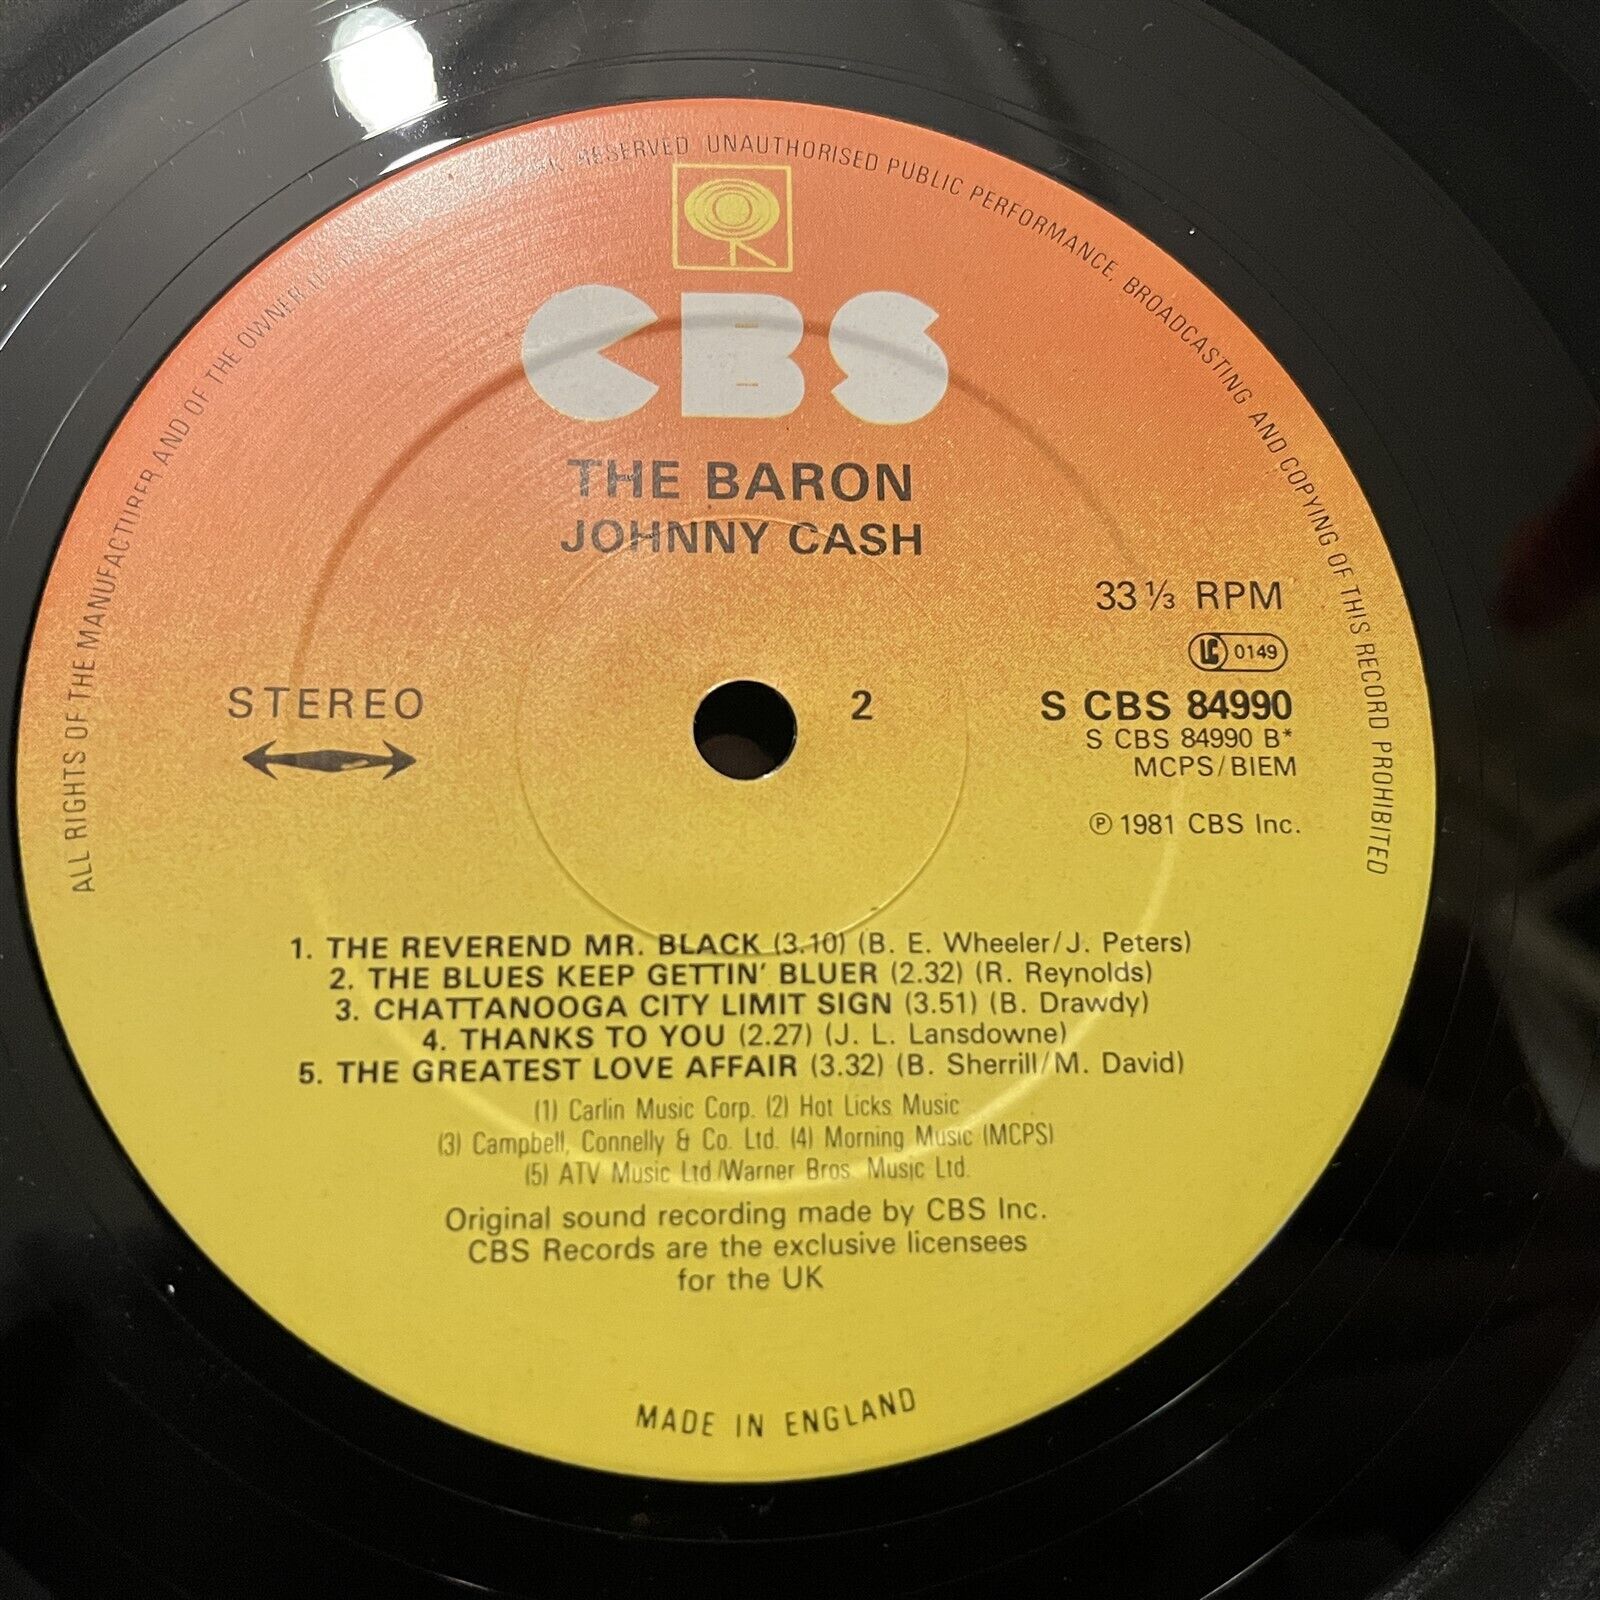 ALL RIGHTS OF THE MANUFACTURER AND OF THE OWNER RESERVED UNAUTHORISED PUBLIC PERFORMANCE, BROADCASTING AND COPYING OF THIS RECORD PROHIBITED
CBS
THE BARON
JOHNNY CASH
33 ⅓ RPM
LC 0149
STEREO
2
S CBS 84990
S CBS 84990 B*
MCPS/BIEM
℗ 1981 CBS Inc.
1. THE REVEREND MR. BLACK (3.10) (B. E. Wheeler/J. Peters)
2. THE BLUES KEEP GETTIN' BLUER (2.32) (R. Reynolds)
3. CHATTANOOGA CITY LIMIT SIGN (3.51) (B. Drawdy)
4. THANKS TO YOU (2.27) (J. L. Lansdowne)
5. THE GREATEST LOVE AFFAIR (3.32) (B. Sherrill/M. David)
(1) Carlin Music Corp. (2) Hot Licks Music
(3) Campbell, Connelly & Co. Ltd. (4) Morning Music (MCPS)
(5) ATV Music Ltd/Warner Bros. Music Ltd.
Original sound recording made by CBS Inc.
CBS Records are the exclusive licensees
for the UK
MADE IN ENGLAND